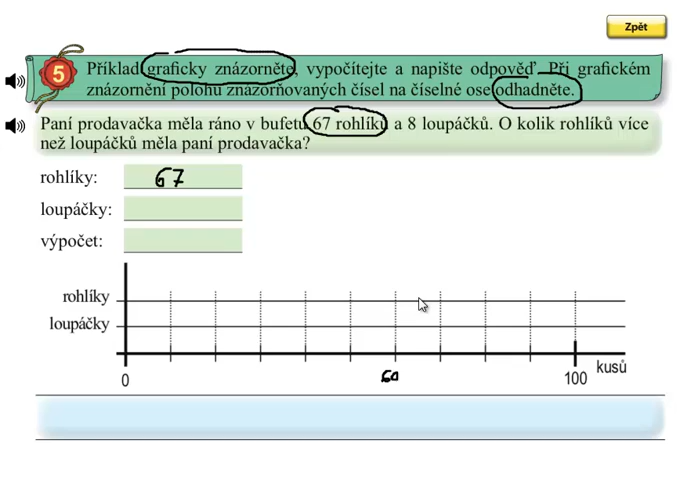 Zpět
5 Příklad graficky znázorněte, vypočítejte a napište odpověď. Při grafickém
znázornění polohu znázorňovaných čísel na číselné ose odhadněte.
Paní prodavačka měla ráno v bufetu 67 rohlíků a 8 loupáčků. O kolik rohlíků více
než loupáčků měla paní prodavačka?
rohlíky: 67
loupáčky:
výpočet:
rohlíky
loupáčky
kusů
0 60 100